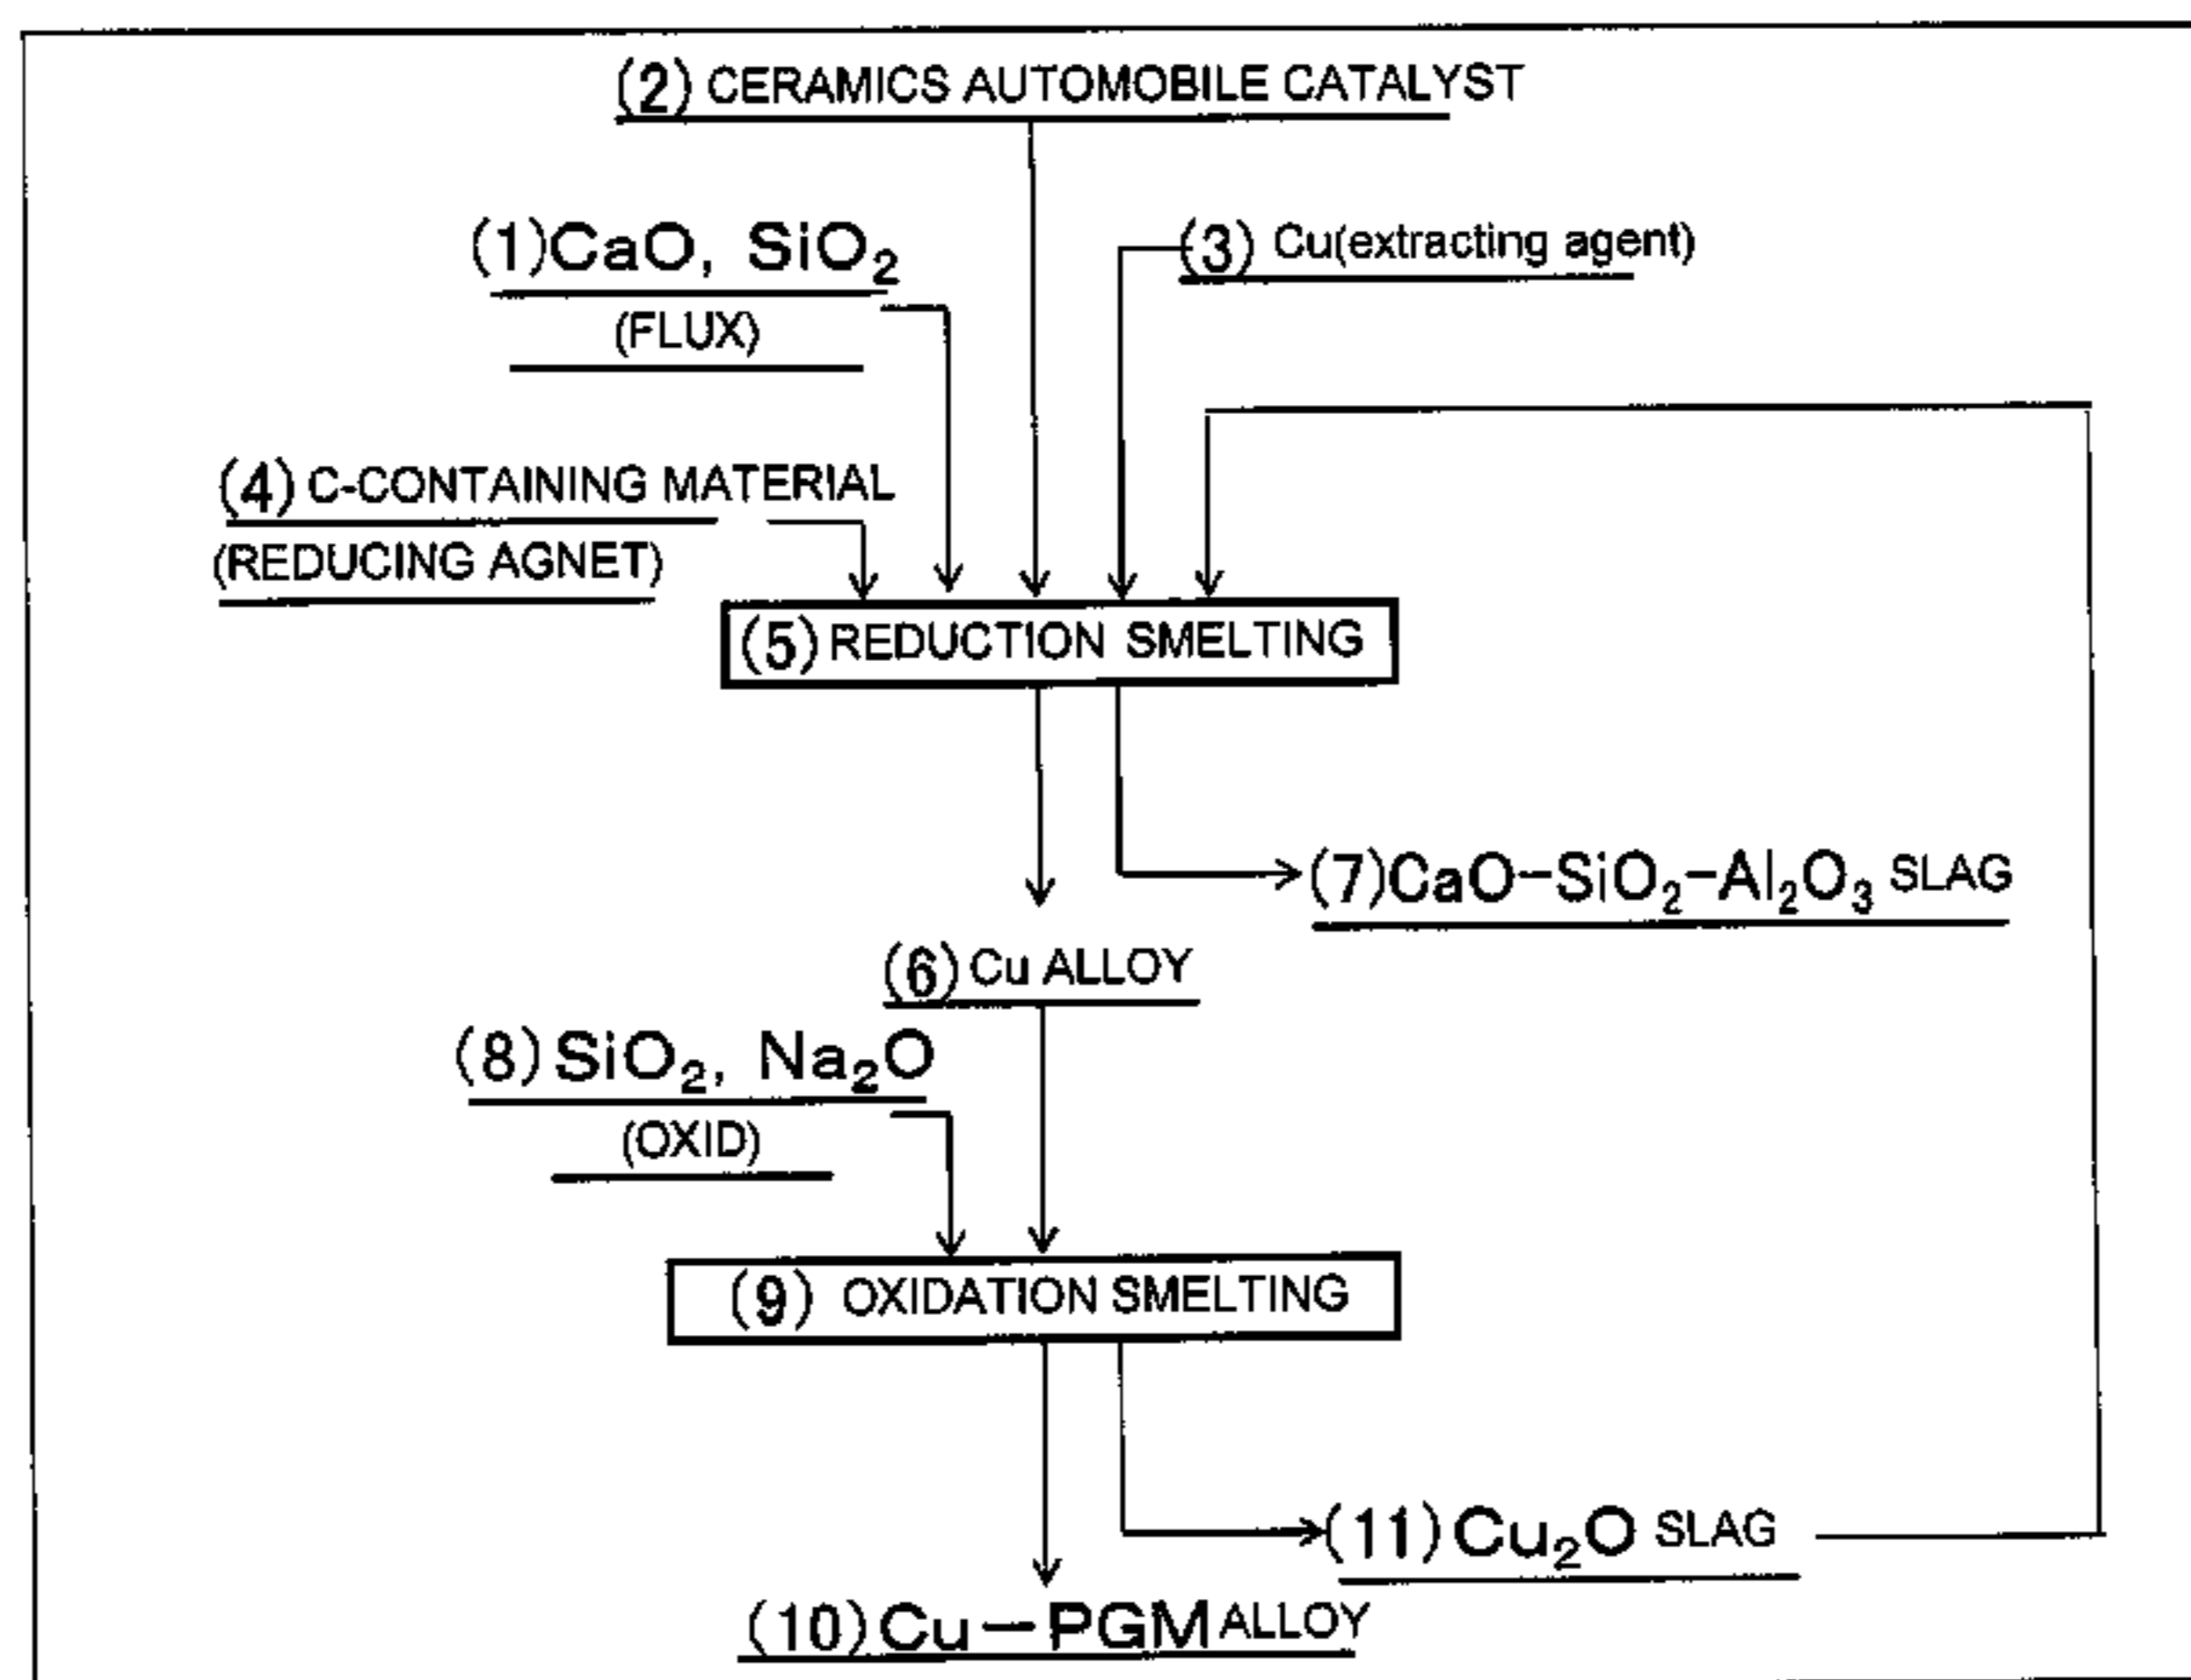 (2) CERAMICS AUTOMOBILE CATALYST
(1)CaO, SiO₂
(FLUX)
(3) Cu(extracting agent)
(4) C-CONTAINING MATERIAL
(REDUCING AGNET)
(5) REDUCTION SMELTING
(7)CaO-SiO₂-Al₂O₃ SLAG
(6) Cu ALLOY
(8) SiO₂, Na₂O
(OXID)
(9) OXIDATION SMELTING
(11) Cu₂O SLAG
(10) Cu-PGM ALLOY